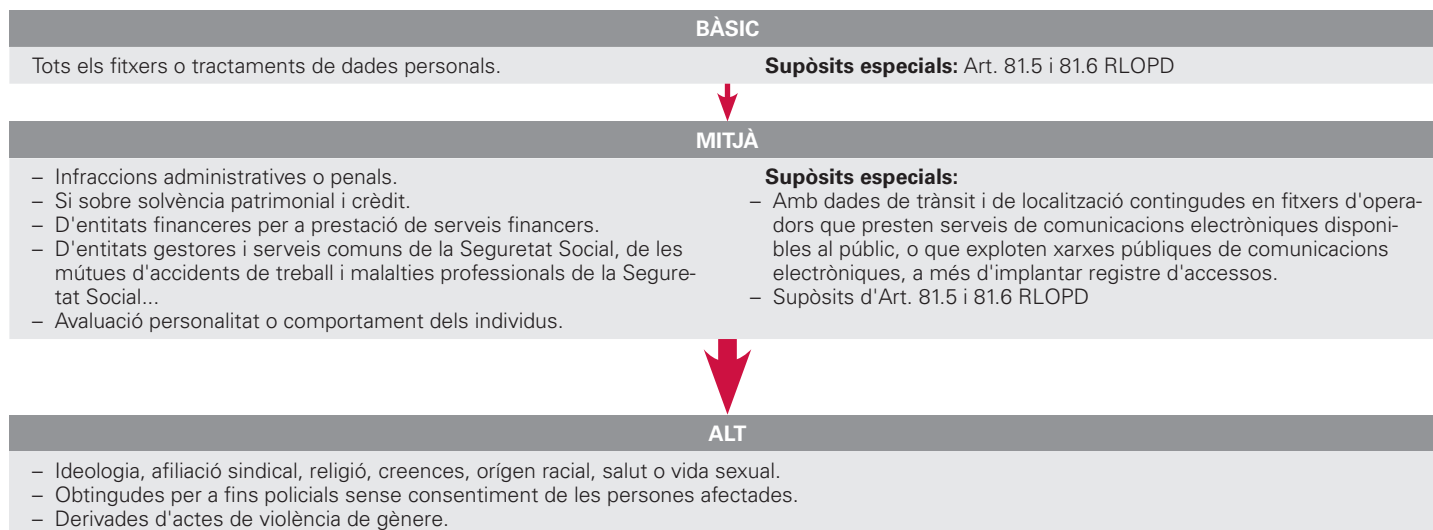 BÀSIC
Tots els fitxers o tractaments de dades personals.
Supòsits especials: Art. 81.5 i 81.6 RLOPD
MITJÀ
– Infraccions administratives o penals.
– Si sobre solvència patrimonial i crèdit.
– D'entitats financeres per a prestació de serveis financers.
– D'entitats gestores i serveis comuns de la Seguretat Social, de les
mútues d'accidents de treball i malalties professionals de la Segure-
tat Social...
– Avaluació personalitat o comportament dels individus.
Supòsits especials:
– Amb dades de trànsit i de localització contingudes en fitxers d'opera-
dors que presten serveis de comunicacions electròniques disponi-
bles al públic, o que exploten xarxes públiques de comunicacions
electròniques, a més d'implantar registre d'accessos.
– Supòsits d'Art. 81.5 i 81.6 RLOPD
ALT
– Ideologia, afiliació sindical, religió, creences, orígen racial, salut o vida sexual.
– Obtingudes per a fins policials sense consentiment de les persones afectades.
– Derivades d'actes de violència de gènere.